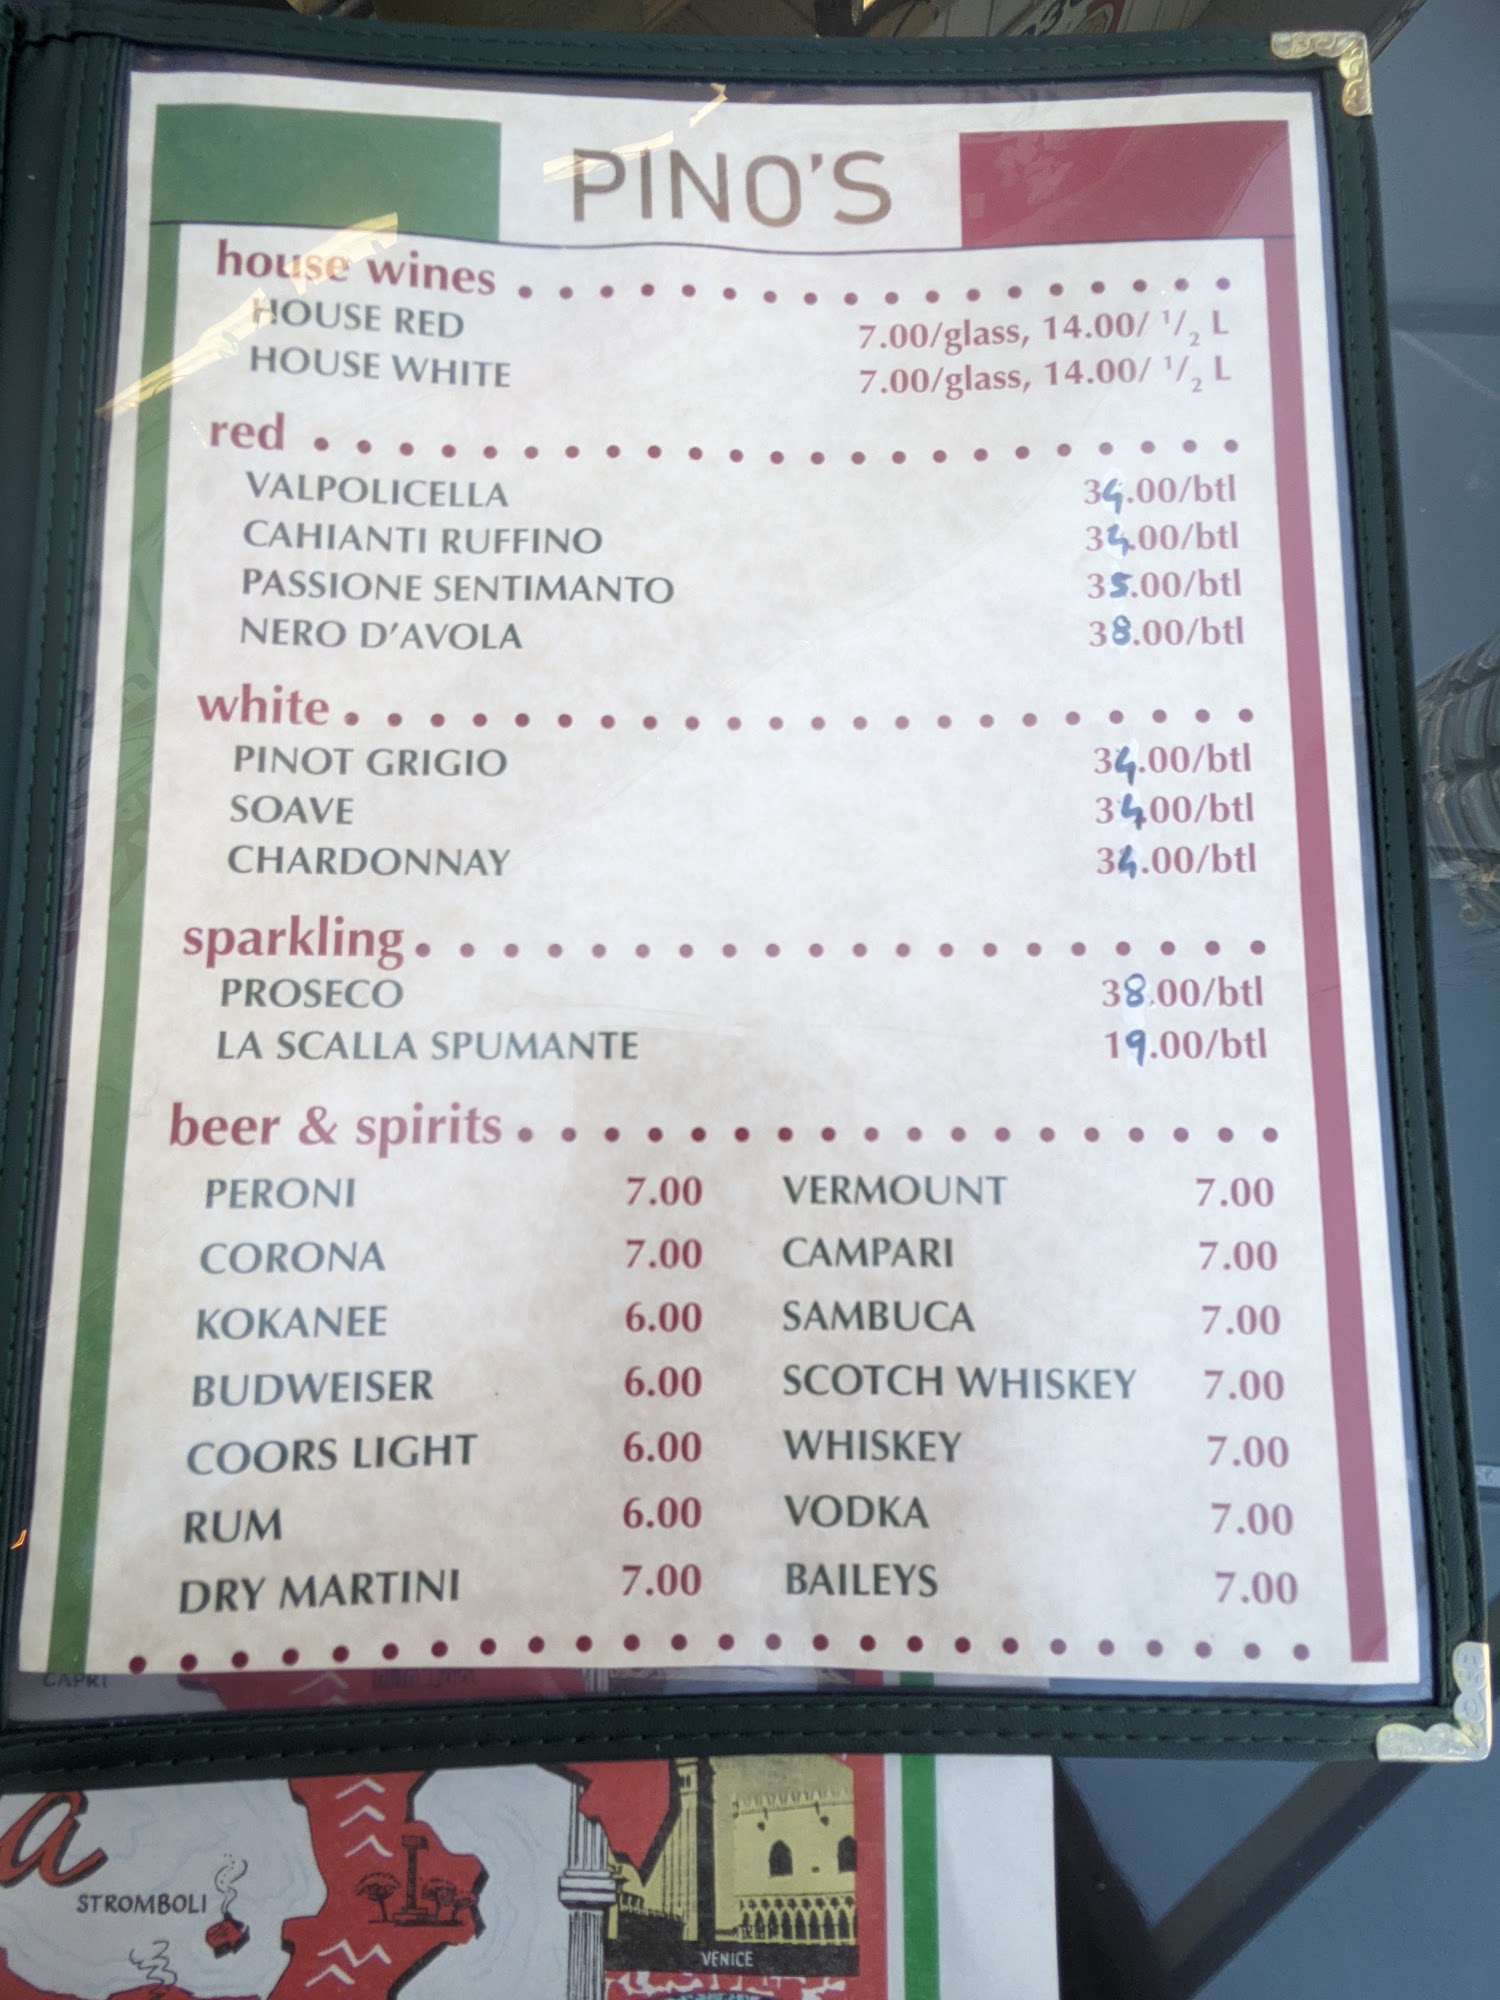 PINO'S
house wines
HOUSE RED 7.00/glass, 14.00/ 1/2 L
HOUSE WHITE 7.00/glass, 14.00/ 1/2 L
red
VALPOLICELLA 34.00/btl
CAHIANTI RUFFINO 34.00/btl
PASSIONE SENTIMANTO 35.00/btl
NERO D'AVOLA 38.00/btl
white
PINOT GRIGIO 34.00/btl
SOAVE 34.00/btl
CHARDONNAY 34.00/btl
sparkling
PROSECO 38.00/btl
LA SCALLA SPUMANTE 19.00/btl
beer & spirits
PERONI 7.00 VERMOUNT 7.00
CORONA 7.00 CAMPARI 7.00
KOKANEE 6.00 SAMBUCA 7.00
BUDWEISER 6.00 SCOTCH WHISKEY 7.00
COORS LIGHT 6.00 WHISKEY 7.00
RUM 6.00 VODKA 7.00
DRY MARTINI 7.00 BAILEYS 7.00
CAPRI
a
STROMBOLI
VENICE